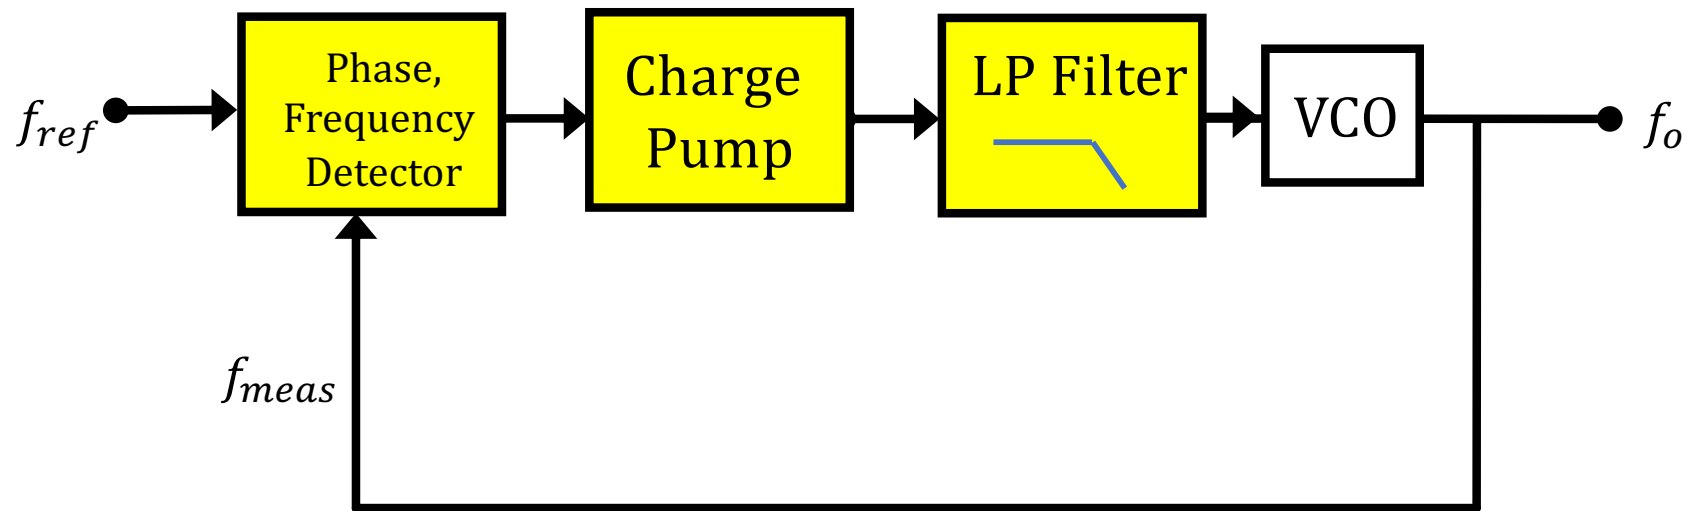 Phase,
Frequency
Detector
Charge
Pump
LP Filter
VCO
f_ref
f_o
f_meas